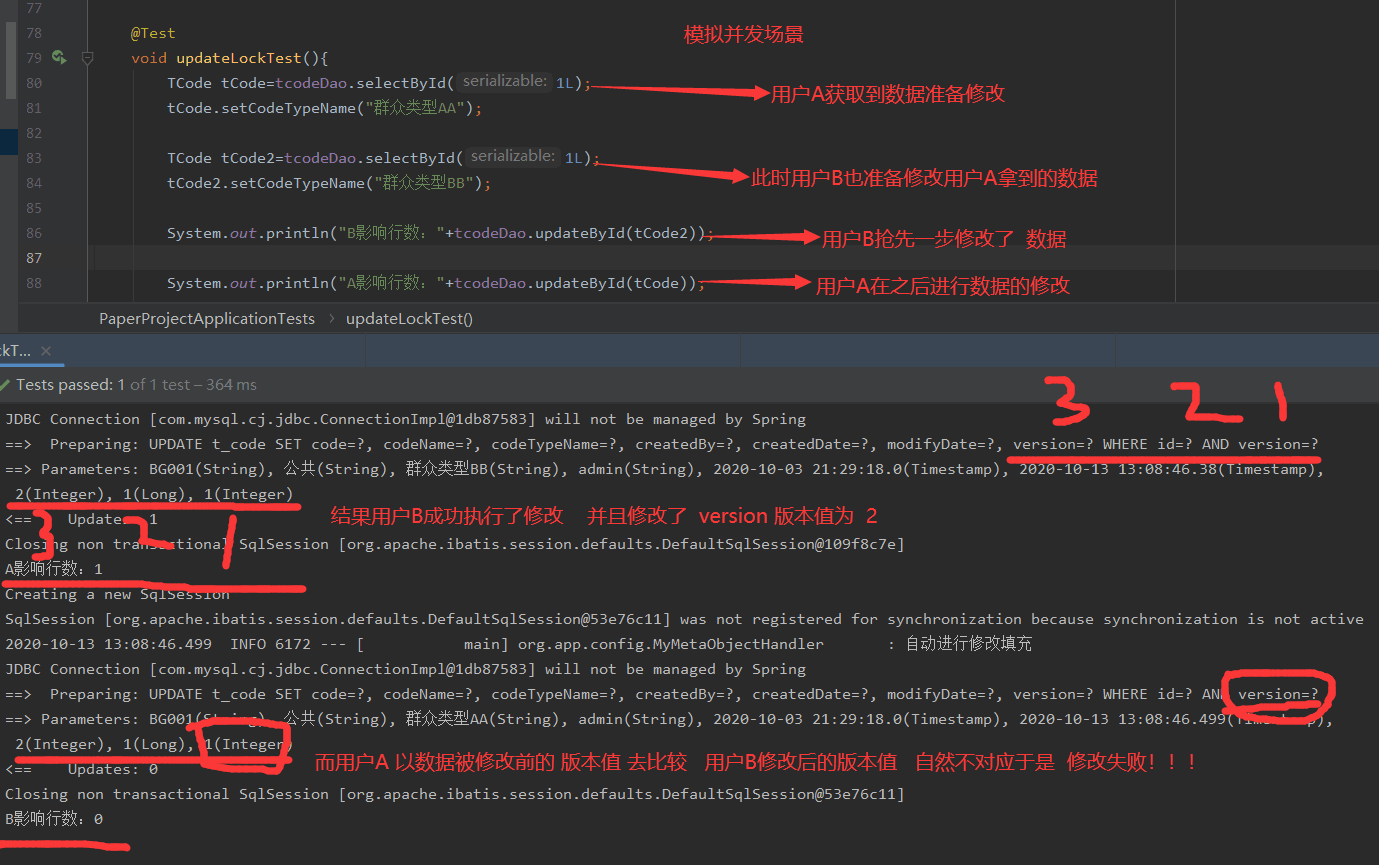 77
78 @Test 模拟并发场景
79 void updateLockTest(){
80 TCode tCode=tcodeDao.selectById( serializable: 1L); 用户A获取到数据准备修改
81 tCode.setCodeTypeName("群众类型AA");
82
83 TCode tCode2=tcodeDao.selectById( serializable: 1L); 此时用户B也准备修改用户A拿到的数据
84 tCode2.setCodeTypeName("群众类型BB");
85
86 System.out.println("B影响行数："+tcodeDao.updateById(tCode2)); 用户B抢先一步修改了 数据
87
88 System.out.println("A影响行数："+tcodeDao.updateById(tCode)); 用户A在之后进行数据的修改
PaperProjectApplicationTests › updateLockTest()
ckT... ×
Tests passed: 1 of 1 test – 364 ms
3 2 1
JDBC Connection [com.mysql.cj.jdbc.ConnectionImpl@1db87583] will not be managed by Spring
==>  Preparing: UPDATE t_code SET code=?, codeName=?, codeTypeName=?, createdBy=?, createdDate=?, modifyDate=?, version=? WHERE id=? AND version=?
==> Parameters: BG001(String), 公共(String), 群众类型BB(String), admin(String), 2020-10-03 21:29:18.0(Timestamp), 2020-10-13 13:08:46.38(Timestamp),
2(Integer), 1(Long), 1(Integer)
<==    Updates: 1 结果用户B成功执行了修改 并且修改了 version 版本值为 2
3 2 1
Closing non transactional SqlSession [org.apache.ibatis.session.defaults.DefaultSqlSession@109f8c7e]
A影响行数：1
Creating a new SqlSession
SqlSession [org.apache.ibatis.session.defaults.DefaultSqlSession@53e76c11] was not registered for synchronization because synchronization is not active
2020-10-13 13:08:46.499  INFO 6172 --- [           main] org.app.config.MyMetaObjectHandler       : 自动进行修改填充
JDBC Connection [com.mysql.cj.jdbc.ConnectionImpl@1db87583] will not be managed by Spring
==>  Preparing: UPDATE t_code SET code=?, codeName=?, codeTypeName=?, createdBy=?, createdDate=?, modifyDate=?, version=? WHERE id=? AND version=?
==> Parameters: BG001(String), 公共(String), 群众类型AA(String), admin(String), 2020-10-03 21:29:18.0(Timestamp), 2020-10-13 13:08:46.499(Timestamp),
2(Integer), 1(Long), 1(Integer)
<==    Updates: 0 而用户A 以数据被修改前的 版本值 去比较 用户B修改后的版本值 自然不对应于是 修改失败！！！
Closing non transactional SqlSession [org.apache.ibatis.session.defaults.DefaultSqlSession@53e76c11]
B影响行数：0